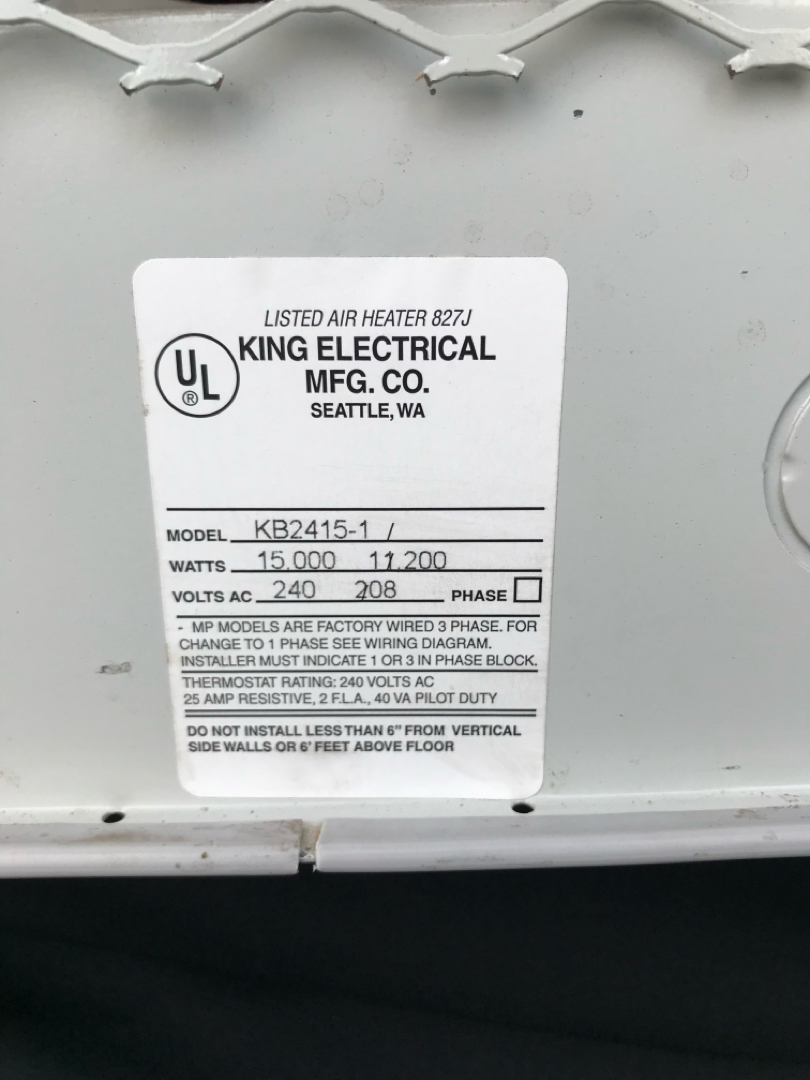 LISTED AIR HEATER 827J
UL ® KING ELECTRICAL
MFG. CO.
SEATTLE, WA
MODEL KB2415-1 /
WATTS 15.000 11.200
VOLTS AC 240 208 PHASE
- MP MODELS ARE FACTORY WIRED 3 PHASE. FOR
CHANGE TO 1 PHASE SEE WIRING DIAGRAM.
INSTALLER MUST INDICATE 1 OR 3 IN PHASE BLOCK.
THERMOSTAT RATING: 240 VOLTS AC
25 AMP RESISTIVE, 2 F.L.A., 40 VA PILOT DUTY
DO NOT INSTALL LESS THAN 6" FROM VERTICAL
SIDE WALLS OR 6' FEET ABOVE FLOOR